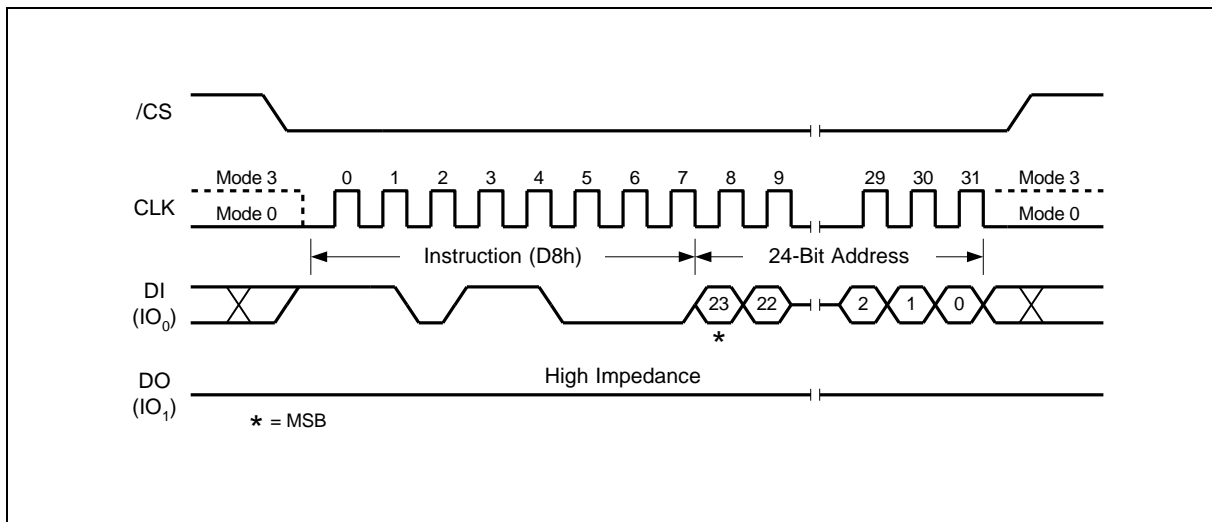 /CS
Mode 3 0 1 2 3 4 5 6 7 8 9 29 30 31 Mode 3
CLK
Mode 0 Mode 0
Instruction (D8h) 24-Bit Address
DI
(IO0)
23 22 2 1 0
*
High Impedance
DO
(IO1)
* = MSB